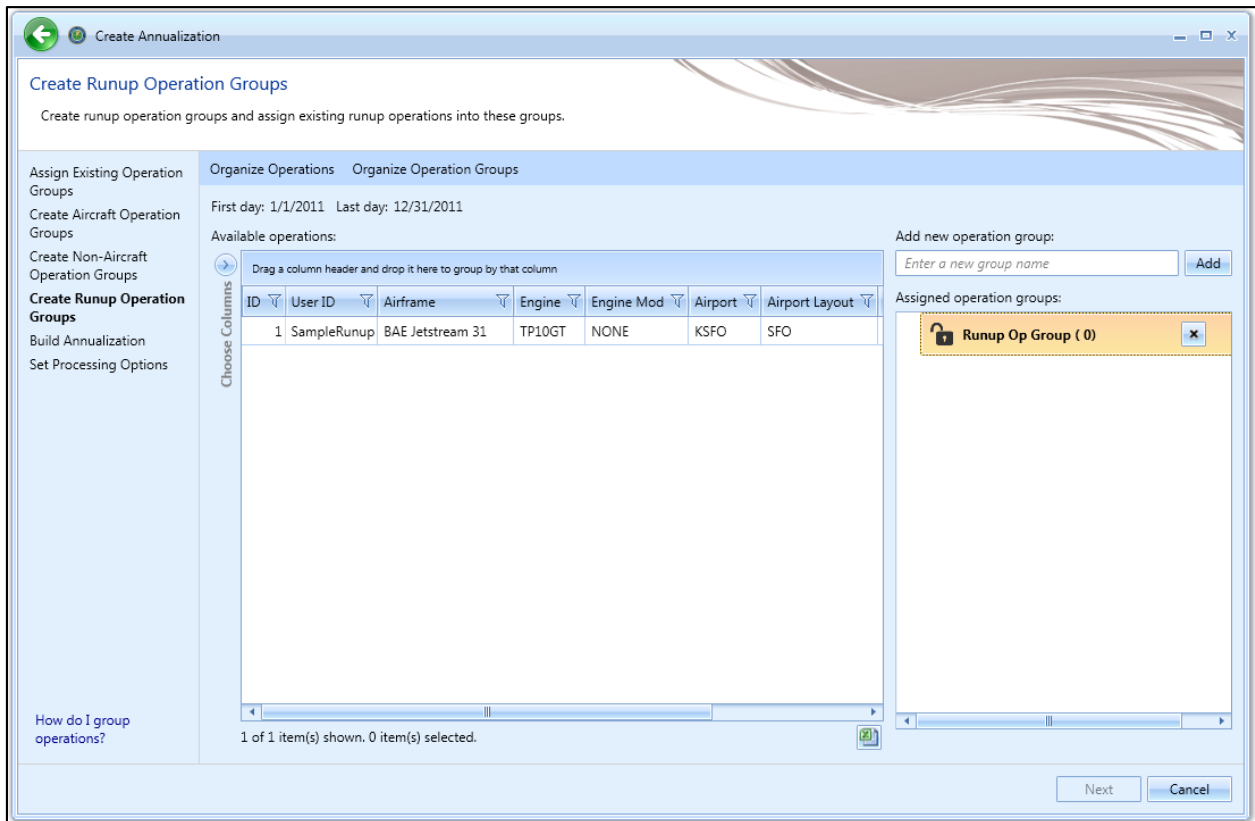 Create Annualization
Create Runup Operation Groups
Create runup operation groups and assign existing runup operations into these groups.
Assign Existing Operation
Groups
Create Aircraft Operation
Groups
Create Non-Aircraft
Operation Groups
Create Runup Operation
Groups
Build Annualization
Set Processing Options
How do I group
operations?
Organize Operations Organize Operation Groups
First day: 1/1/2011 Last day: 12/31/2011
Available operations:
Choose Columns
Drag a column header and drop it here to group by that column
ID User ID Airframe Engine Engine Mod Airport Airport Layout
1 SampleRunup BAE Jetstream 31 TP10GT NONE KSFO SFO
1 of 1 item(s) shown. 0 item(s) selected.
Add new operation group:
Enter a new group name Add
Assigned operation groups:
Runup Op Group ( 0)
Next Cancel